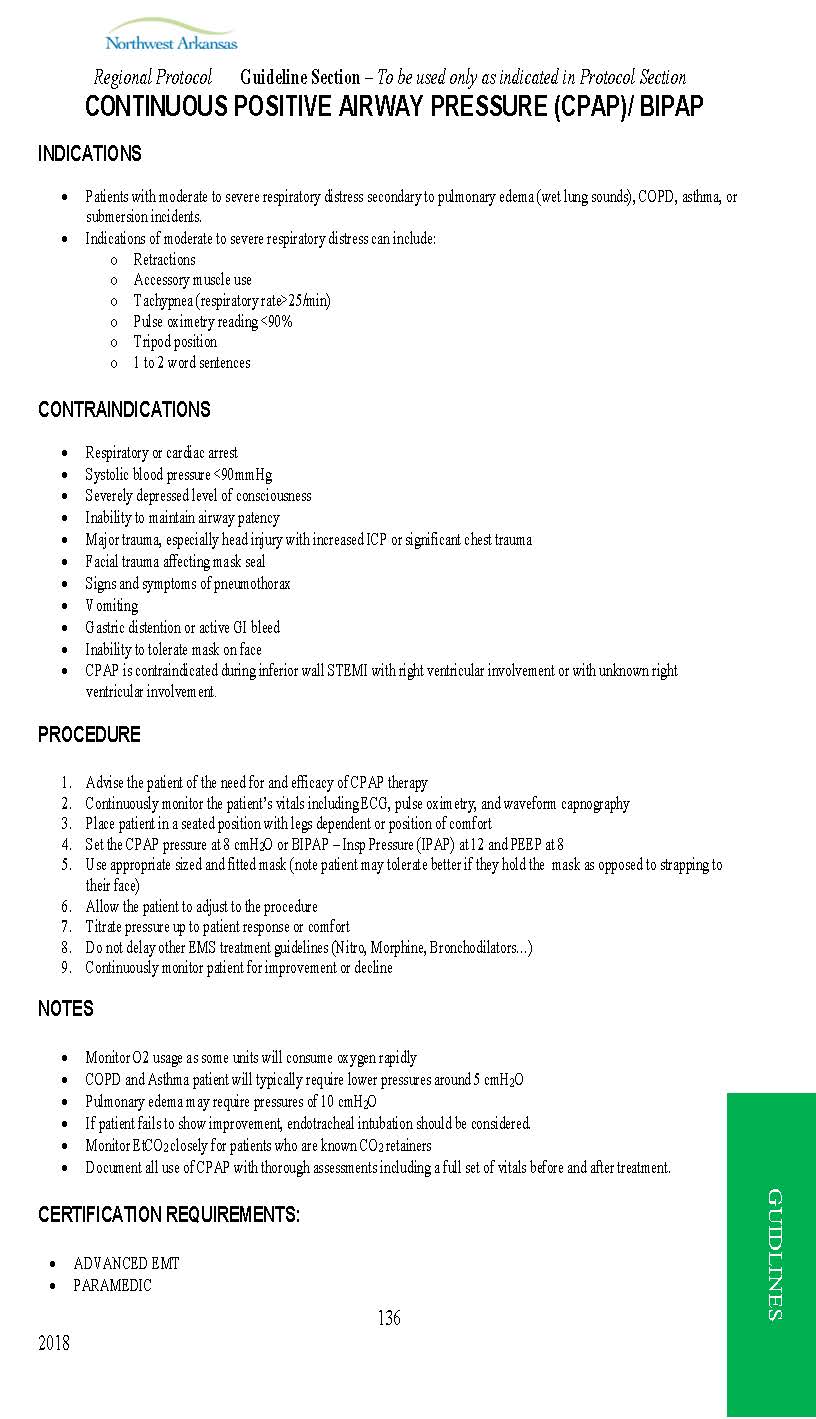 Northwest Arkansas
Regional Protocol Guideline Section – To be used only as indicated in Protocol Section
CONTINUOUS POSITIVE AIRWAY PRESSURE (CPAP)/ BIPAP
INDICATIONS
• Patients with moderate to severe respiratory distress secondary to pulmonary edema (wet lung sounds), COPD, asthma, or
submersion incidents.
• Indications of moderate to severe respiratory distress can include:
o Retractions
o Accessory muscle use
o Tachypnea (respiratory rate>25/min)
o Pulse oximetry reading <90%
o Tripod position
o 1 to 2 word sentences
CONTRAINDICATIONS
• Respiratory or cardiac arrest
• Systolic blood pressure <90mmHg
• Severely depressed level of consciousness
• Inability to maintain airway patency
• Major trauma, especially head injury with increased ICP or significant chest trauma
• Facial trauma affecting mask seal
• Signs and symptoms of pneumothorax
• Vomiting
• Gastric distention or active GI bleed
• Inability to tolerate mask on face
• CPAP is contraindicated during inferior wall STEMI with right ventricular involvement or with unknown right
ventricular involvement.
PROCEDURE
1. Advise the patient of the need for and efficacy of CPAP therapy
2. Continuously monitor the patient’s vitals including ECG, pulse oximetry, and waveform capnography
3. Place patient in a seated position with legs dependent or position of comfort
4. Set the CPAP pressure at 8 cmH₂O or BIPAP – Insp Pressure (IPAP) at 12 and PEEP at 8
5. Use appropriate sized and fitted mask (note patient may tolerate better if they hold the mask as opposed to strapping to
their face)
6. Allow the patient to adjust to the procedure
7. Titrate pressure up to patient response or comfort
8. Do not delay other EMS treatment guidelines (Nitro, Morphine, Bronchodilators...)
9. Continuously monitor patient for improvement or decline
NOTES
• Monitor O2 usage as some units will consume oxygen rapidly
• COPD and Asthma patient will typically require lower pressures around 5 cmH₂O
• Pulmonary edema may require pressures of 10 cmH₂O
• If patient fails to show improvement, endotracheal intubation should be considered.
• Monitor EtCO₂ closely for patients who are known CO₂ retainers
• Document all use of CPAP with thorough assessments including a full set of vitals before and after treatment.
CERTIFICATION REQUIREMENTS:
• ADVANCED EMT
• PARAMEDIC
GUIDLINES
136
2018